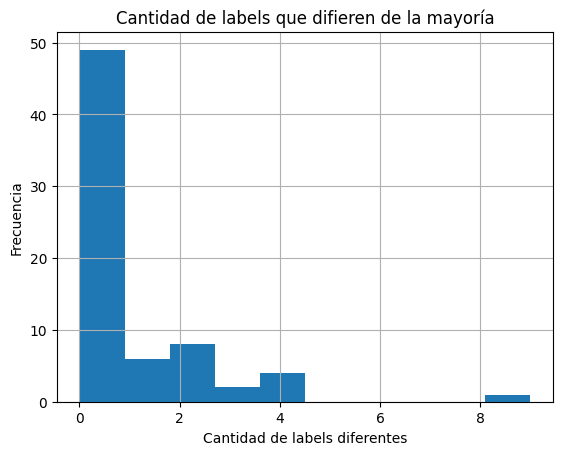 Cantidad de labels que difieren de la mayoría
50
40
30
20
10
0
Frecuencia
0 2 4 6 8
Cantidad de labels diferentes